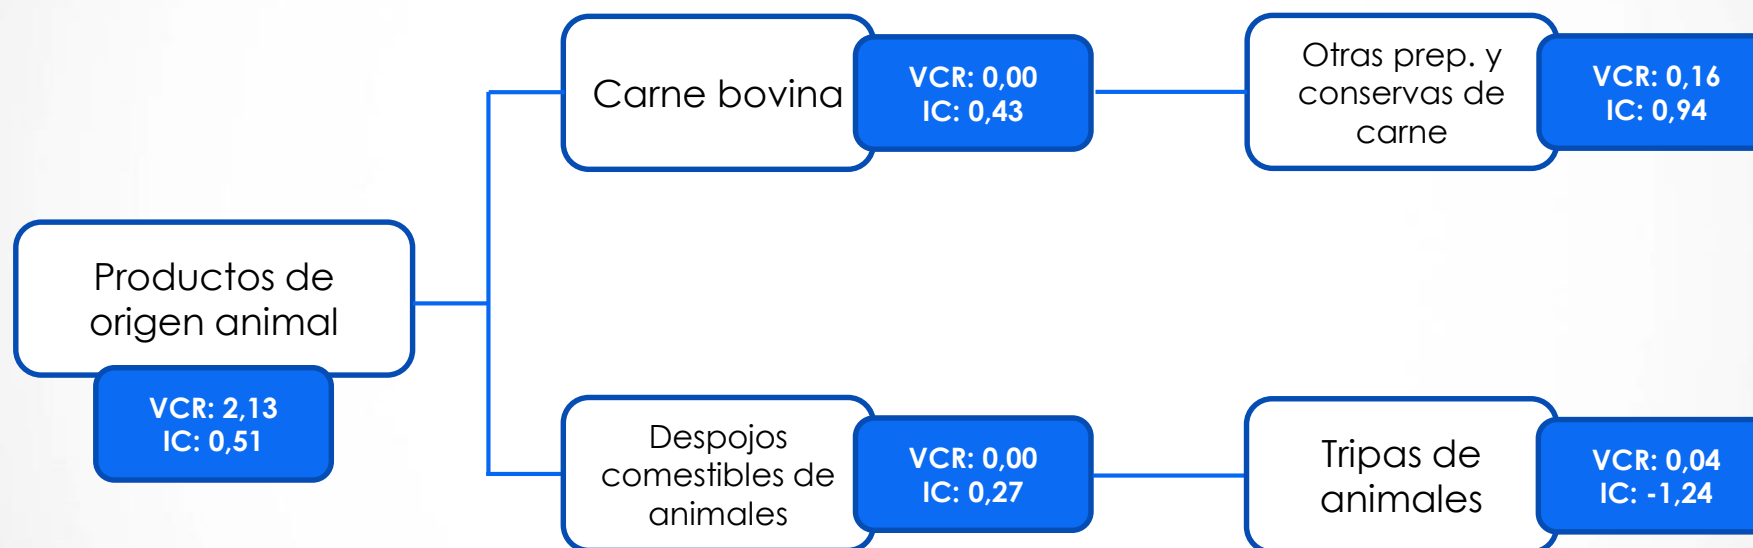 Carne bovina
VCR: 0,00
IC: 0,43
Otras prep. y
conservas de
carne
VCR: 0,16
IC: 0,94
Productos de
origen animal
VCR: 2,13
IC: 0,51
Despojos
comestibles de
animales
VCR: 0,00
IC: 0,27
Tripas de
animales
VCR: 0,04
IC: -1,24